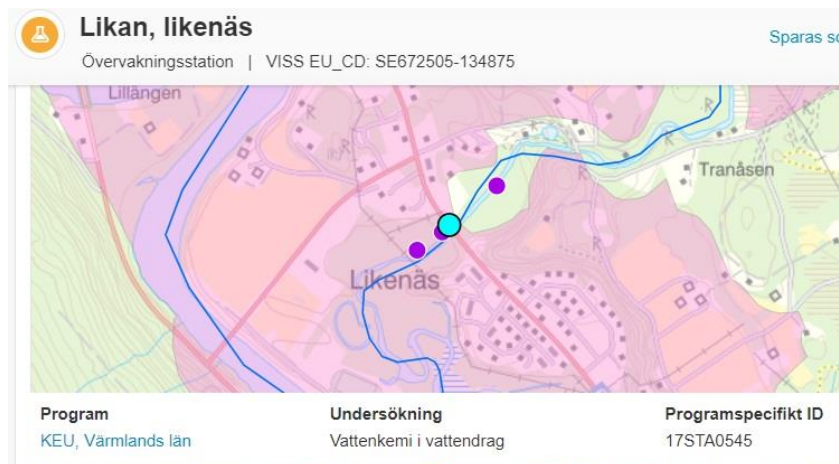 Likan, likenäs
Sparas so
Övervakningsstation | VISS EU_CD: SE672505-134875
Lillängen
Tranåsen
Likenäs
Program Undersökning Programspecifikt ID
KEU, Värmlands län Vattenkemi i vattendrag 17STA0545